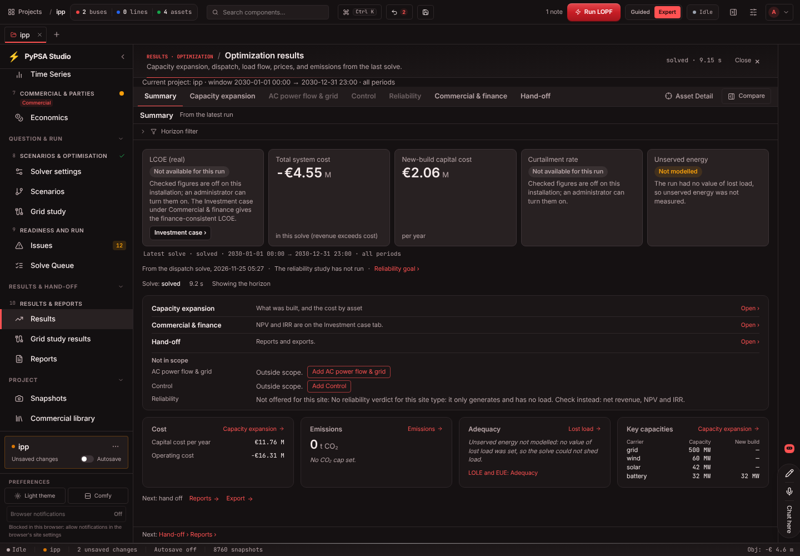 Projects / ipp
2 buses 0 lines 4 assets
Search components...
Ctrl K
2
1 note
Run LOPF
Guided
Expert
Idle
A
ipp
PyPSA Studio
Time Series
7 COMMERCIAL & PARTIES
Commercial
Economics
QUESTION & RUN
8 SCENARIOS & OPTIMISATION
Solver settings
Scenarios
Grid study
9 READINESS AND RUN
Issues 12
Solve Queue
RESULTS & HAND-OFF
10 RESULTS & REPORTS
Results
Grid study results
Reports
PROJECT
Snapshots
Commercial library
ipp
Unsaved changes
Autosave
PREFERENCES
Light theme
Comfy
Browser notifications Off
Blocked in this browser: allow notifications in the browser's site settings
RESULTS · OPTIMIZATION / Optimization results
Capacity expansion, dispatch, load flow, prices, and emissions from the last solve.
solved · 9.15 s
Close ×
Current project: ipp · window 2030-01-01 00:00 → 2030-12-31 23:00 · all periods
Summary
Capacity expansion
AC power flow & grid
Control
Reliability
Commercial & finance
Hand-off
Asset Detail
Compare
Summary From the latest run
Horizon filter
LCOE (real)
Not available for this run
Checked figures are off on this installation; an administrator can turn them on. The Investment case under Commercial & finance gives the finance-consistent LCOE.
Investment case ›
Total system cost
-€4.55 M
in this solve (revenue exceeds cost)
New-build capital cost
€2.06 M
per year
Curtailment rate
Not available for this run
Checked figures are off on this installation; an administrator can turn them on.
Unserved energy
Not modelled
The run had no value of lost load, so unserved energy was not measured.
Latest solve · solved · 2030-01-01 00:00 → 2030-12-31 23:00 · all periods
From the dispatch solve, 2026-11-25 05:27 · The reliability study has not run · Reliability goal ›
Solve: solved 9.2 s Showing the horizon
Capacity expansion What was built, and the cost by asset Open ›
Commercial & finance NPV and IRR are on the Investment case tab. Open ›
Hand-off Reports and exports. Open ›
Not in scope
AC power flow & grid Outside scope. Add AC power flow & grid
Control Outside scope. Add Control
Reliability Not offered for this site: No reliability verdict for this site type: it only generates and has no load. Check instead: net revenue, NPV and IRR.
Cost Capacity expansion →
Capital cost per year €11.76 M
Operating cost -€16.31 M
Emissions Emissions →
0 t CO₂
No CO₂ cap set.
Adequacy Lost load →
Unserved energy not modelled: no value of lost load was set, so the solve could not shed load.
LOLE and EUE: Adequacy
Key capacities Capacity expansion →
Carrier Capacity New build
grid 500 MW —
wind 60 MW —
solar 42 MW —
battery 32 MW 32 MW
Next: hand off Reports → Export →
Next: Hand-off › Reports ›
Chat here
Idle
ipp
2 unsaved changes
Autosave off
8760 snapshots
Obj: -€ 4.6 m